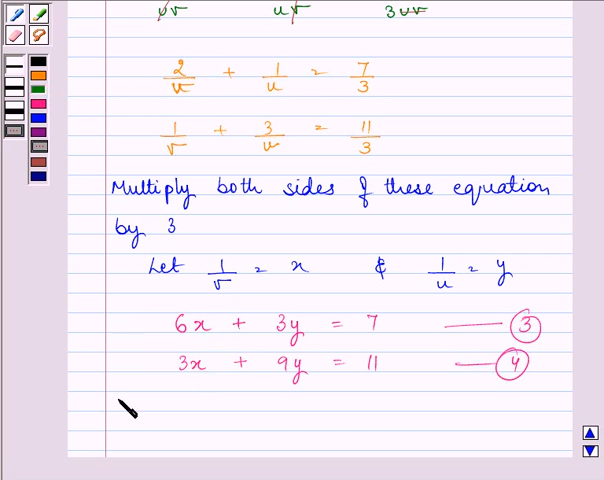 uv uv 3uv
2/v + 1/u = 7/3
1/v + 3/u = 11/3
Multiply both sides of these equation
by 3
Let 1/v = x & 1/u = y
6x + 3y = 7 —— 3
3x + 9y = 11 —— 4